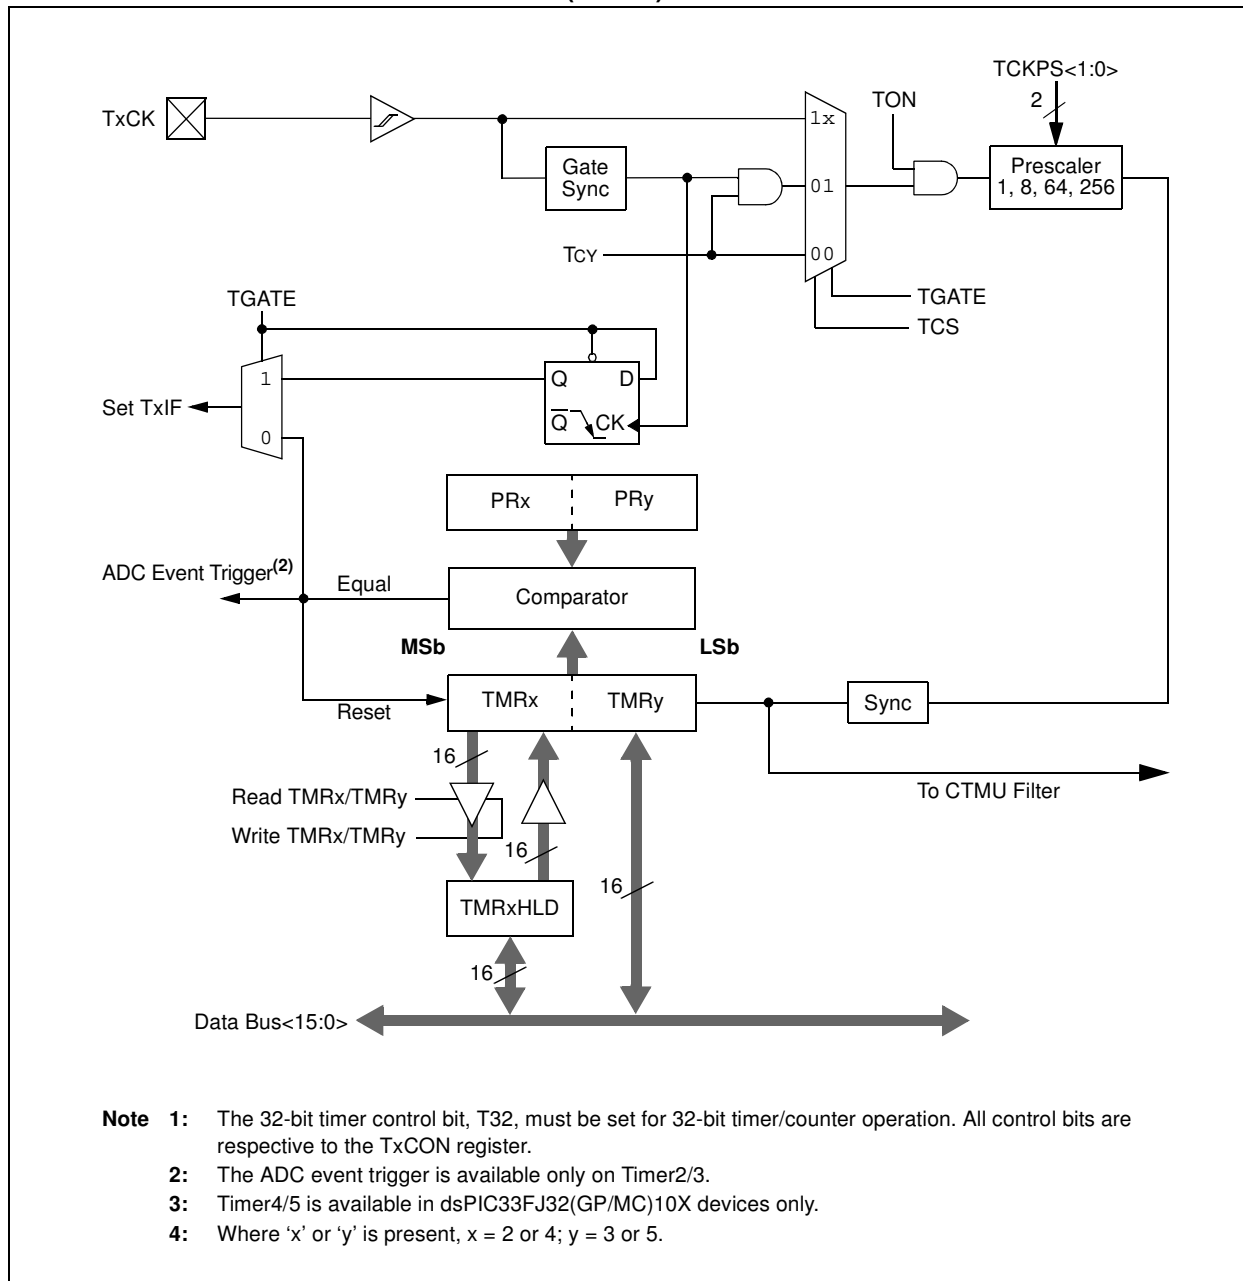 TCKPS<1:0>
2
TON
TxCK
1x
Prescaler
1, 8, 64, 256
Gate
Sync
01
TCY
00
TGATE
TGATE
TCS
1
Q D
Set TxIF
Q CK
0
PRx PRy
ADC Event Trigger(2)
Equal
Comparator
MSb LSb
TMRx TMRy
Sync
Reset
16
To CTMU Filter
Read TMRx/TMRy
Write TMRx/TMRy
16
16
TMRxHLD
16
Data Bus<15:0>
Note 1: The 32-bit timer control bit, T32, must be set for 32-bit timer/counter operation. All control bits are
respective to the TxCON register.
2: The ADC event trigger is available only on Timer2/3.
3: Timer4/5 is available in dsPIC33FJ32(GP/MC)10X devices only.
4: Where ‘x’ or ‘y’ is present, x = 2 or 4; y = 3 or 5.